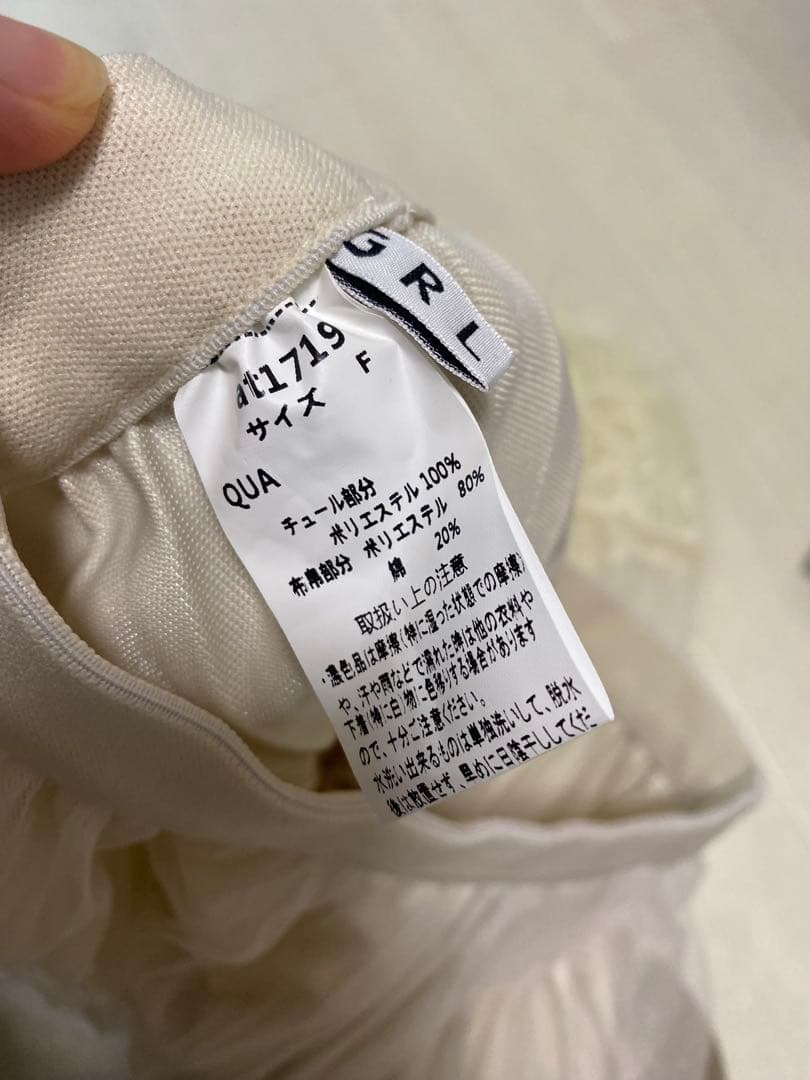 GRL
at1719
サイズ F
QUA
チュール部分
ポリエステル 100%
布帛部分 ポリエステル 80%
綿 20%
取扱い上の注意
・濃色品は摩擦(特に湿った状態での摩擦)
や、汗や雨などで濡れた時は他の衣料や
下着(特に白物)に色移りする場合があります
ので、十分ご注意ください。
水洗い出来るものは単独洗いして、脱水
後は放置せず、早めに日陰干ししてくだ